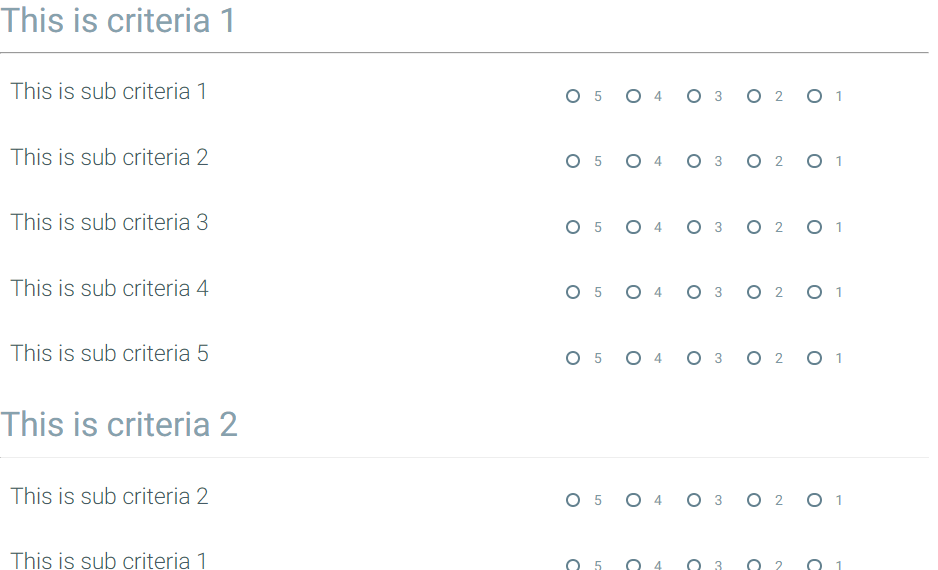 This is criteria 1
This is sub criteria 1 5 4 3 2 1
This is sub criteria 2 5 4 3 2 1
This is sub criteria 3 5 4 3 2 1
This is sub criteria 4 5 4 3 2 1
This is sub criteria 5 5 4 3 2 1
This is criteria 2
This is sub criteria 2 5 4 3 2 1
This is sub criteria 1 5 4 3 2 1